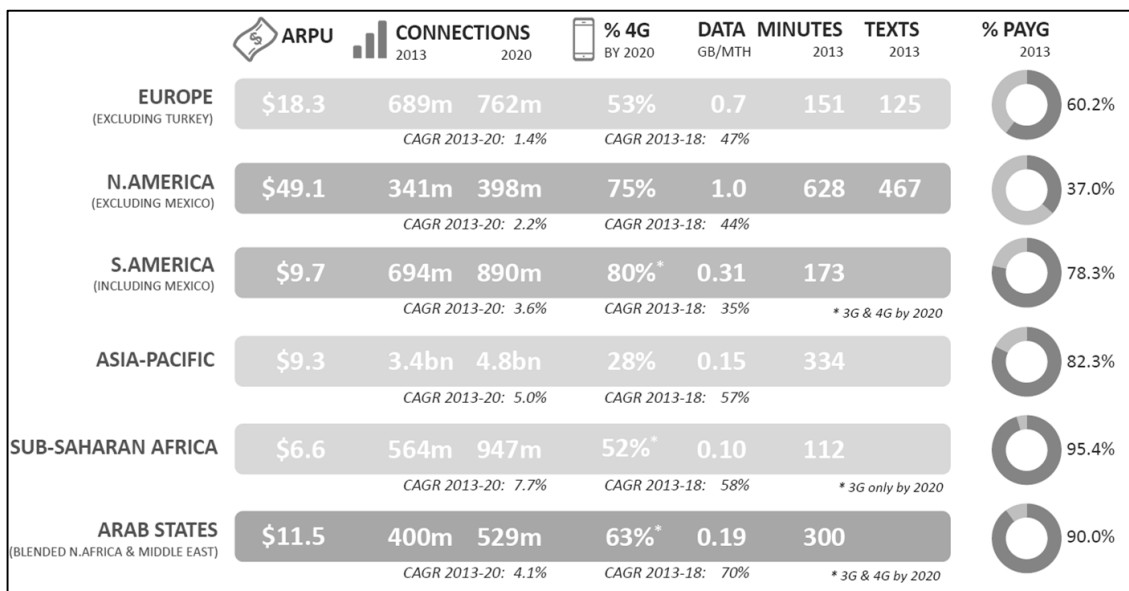 ARPU CONNECTIONS % 4G DATA MINUTES TEXTS % PAYG
2013 2020 BY 2020 GB/MTH 2013 2013 2013
EUROPE $18.3 689m 762m 53% 0.7 151 125 60.2%
(EXCLUDING TURKEY)
CAGR 2013-20: 1.4% CAGR 2013-18: 47%
N.AMERICA $49.1 341m 398m 75% 1.0 628 467 37.0%
(EXCLUDING MEXICO)
CAGR 2013-20: 2.2% CAGR 2013-18: 44%
S.AMERICA $9.7 694m 890m 80%* 0.31 173 78.3%
(INCLUDING MEXICO)
CAGR 2013-20: 3.6% CAGR 2013-18: 35% * 3G & 4G by 2020
ASIA-PACIFIC $9.3 3.4bn 4.8bn 28% 0.15 334 82.3%
CAGR 2013-20: 5.0% CAGR 2013-18: 57%
SUB-SAHARAN AFRICA $6.6 564m 947m 52%* 0.10 112 95.4%
CAGR 2013-20: 7.7% CAGR 2013-18: 58% * 3G only by 2020
ARAB STATES $11.5 400m 529m 63%* 0.19 300 90.0%
(BLENDED N.AFRICA & MIDDLE EAST)
CAGR 2013-20: 4.1% CAGR 2013-18: 70% * 3G & 4G by 2020